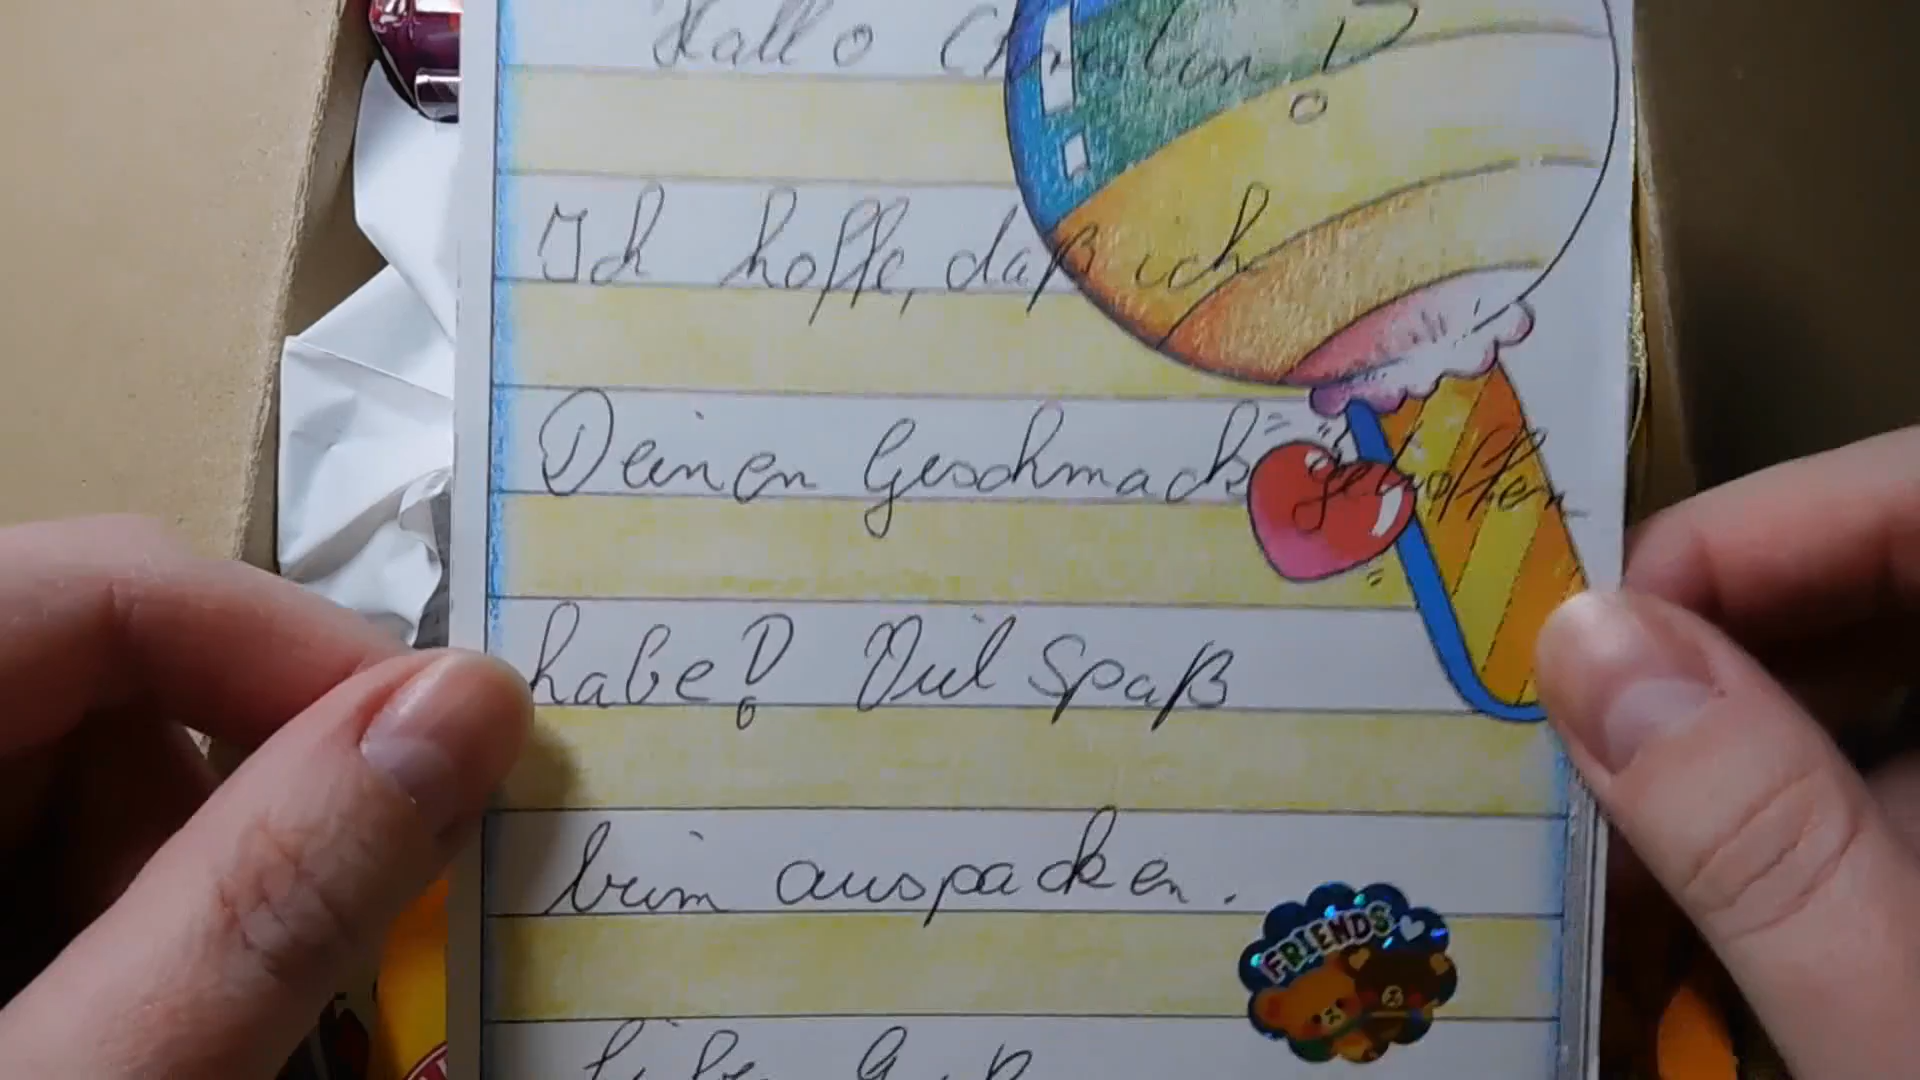 Hallo
Ich hoffe, daß ich
Deinen Geschmack getroffen
habe! Viel Spaß
beim auspacken.
FRIENDS